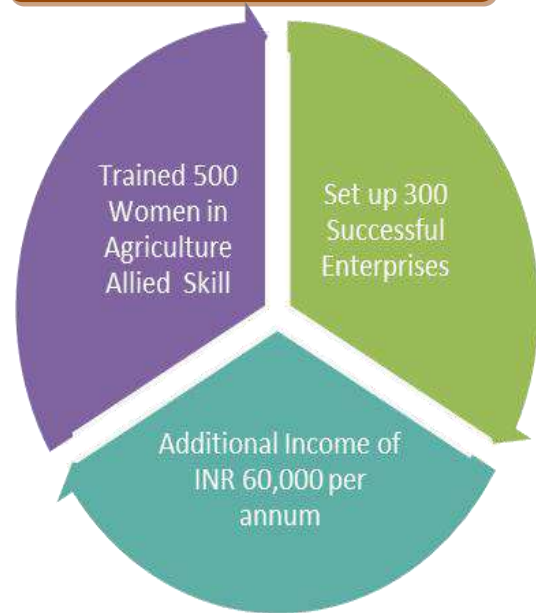 Trained 500
Women in
Agriculture
Allied Skill
Set up 300
Successful
Enterprises
Additional Income of
INR 60,000 per
annum